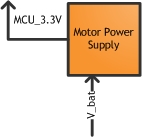 MCU_3.3V
Motor Power
Supply
V_bat